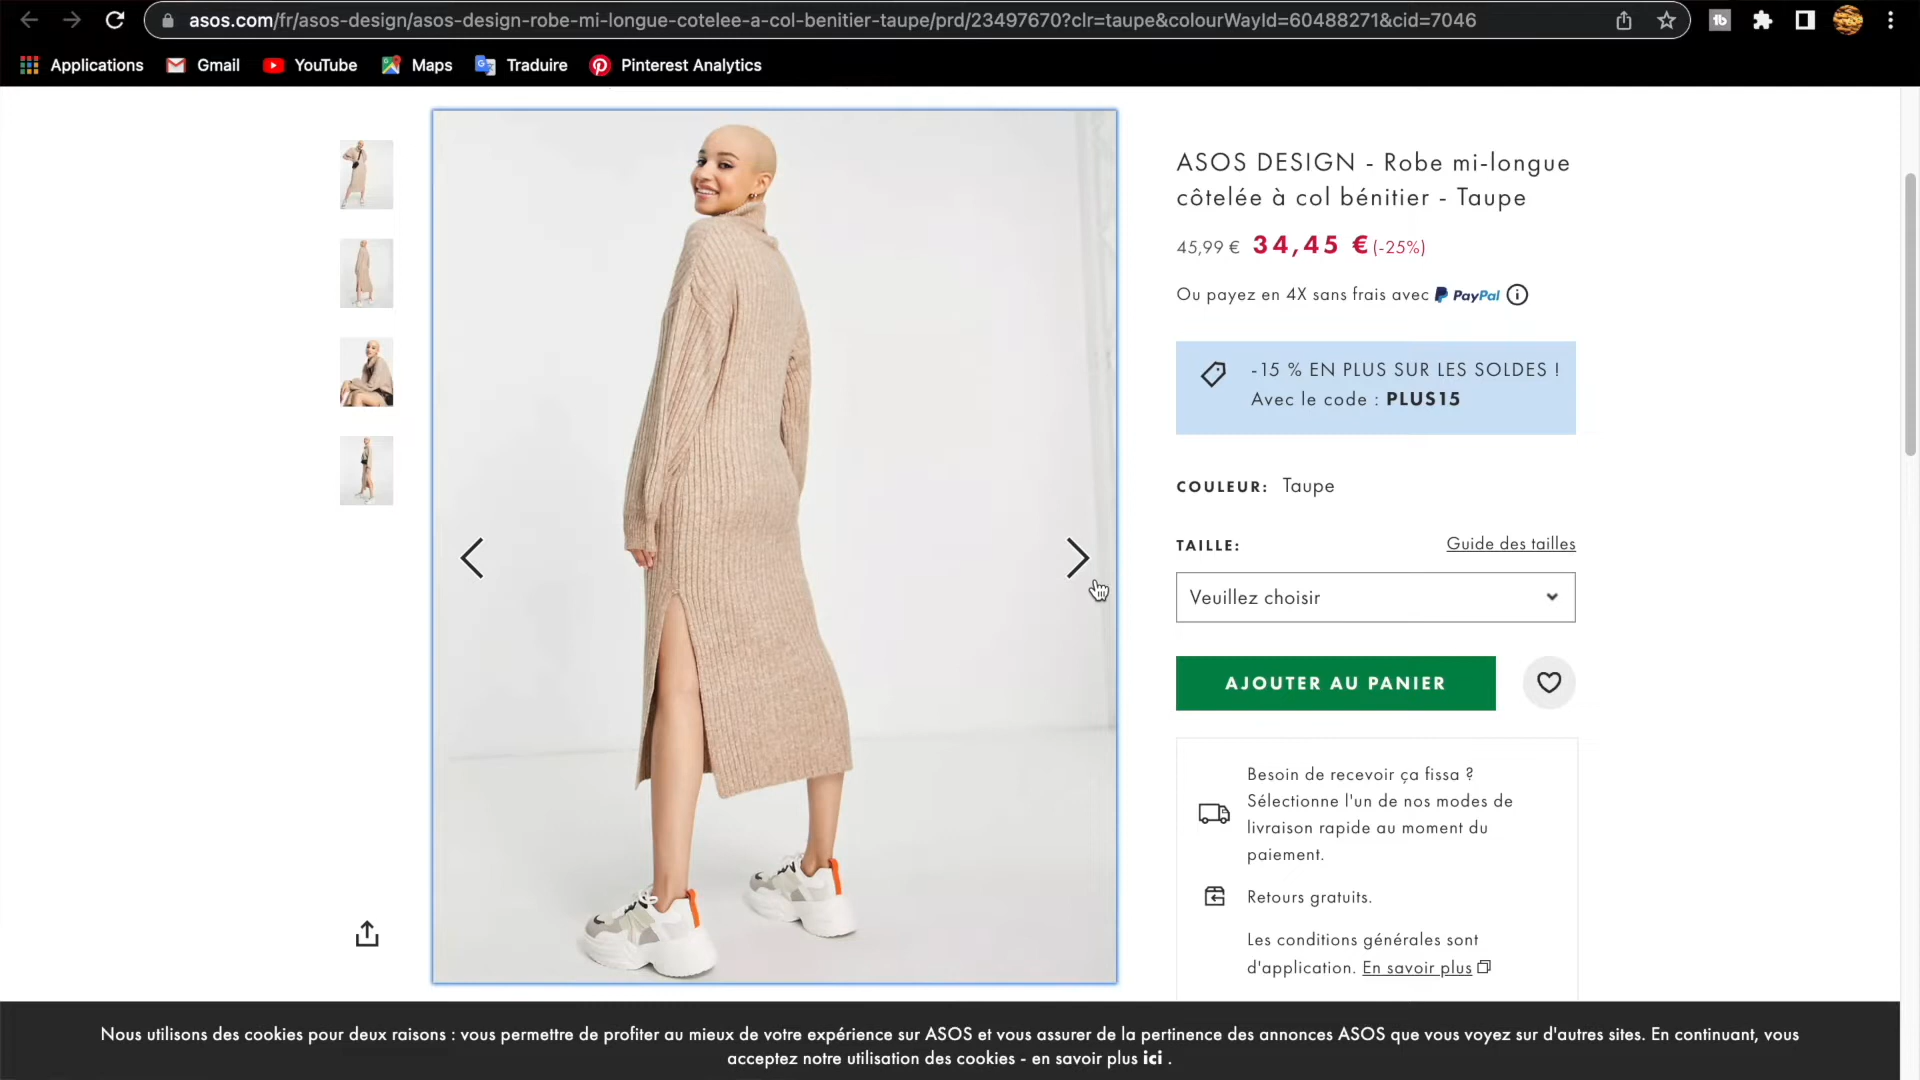 asos.com/fr/asos-design/asos-design-robe-mi-longue-cotelee-a-col-benitier-taupe/prd/23497670?clr=taupe&colourWayId=60488271&cid=7046
Applications Gmail YouTube Maps Traduire Pinterest Analytics
ASOS DESIGN - Robe mi-longue
côtelée à col bénitier - Taupe
45,99 € 34,45 € (-25%)
Ou payez en 4X sans frais avec PayPal
-15 % EN PLUS SUR LES SOLDES !
Avec le code : PLUS15
COULEUR: Taupe
TAILLE: Guide des tailles
Veuillez choisir
AJOUTER AU PANIER
Besoin de recevoir ça fissa ?
Sélectionne l'un de nos modes de
livraison rapide au moment du
paiement.
Retours gratuits.
Les conditions générales sont
d'application. En savoir plus
Nous utilisons des cookies pour deux raisons : vous permettre de profiter au mieux de votre expérience sur ASOS et vous assurer de la pertinence des annonces ASOS que vous voyez sur d'autres sites. En continuant, vous
acceptez notre utilisation des cookies - en savoir plus ici .